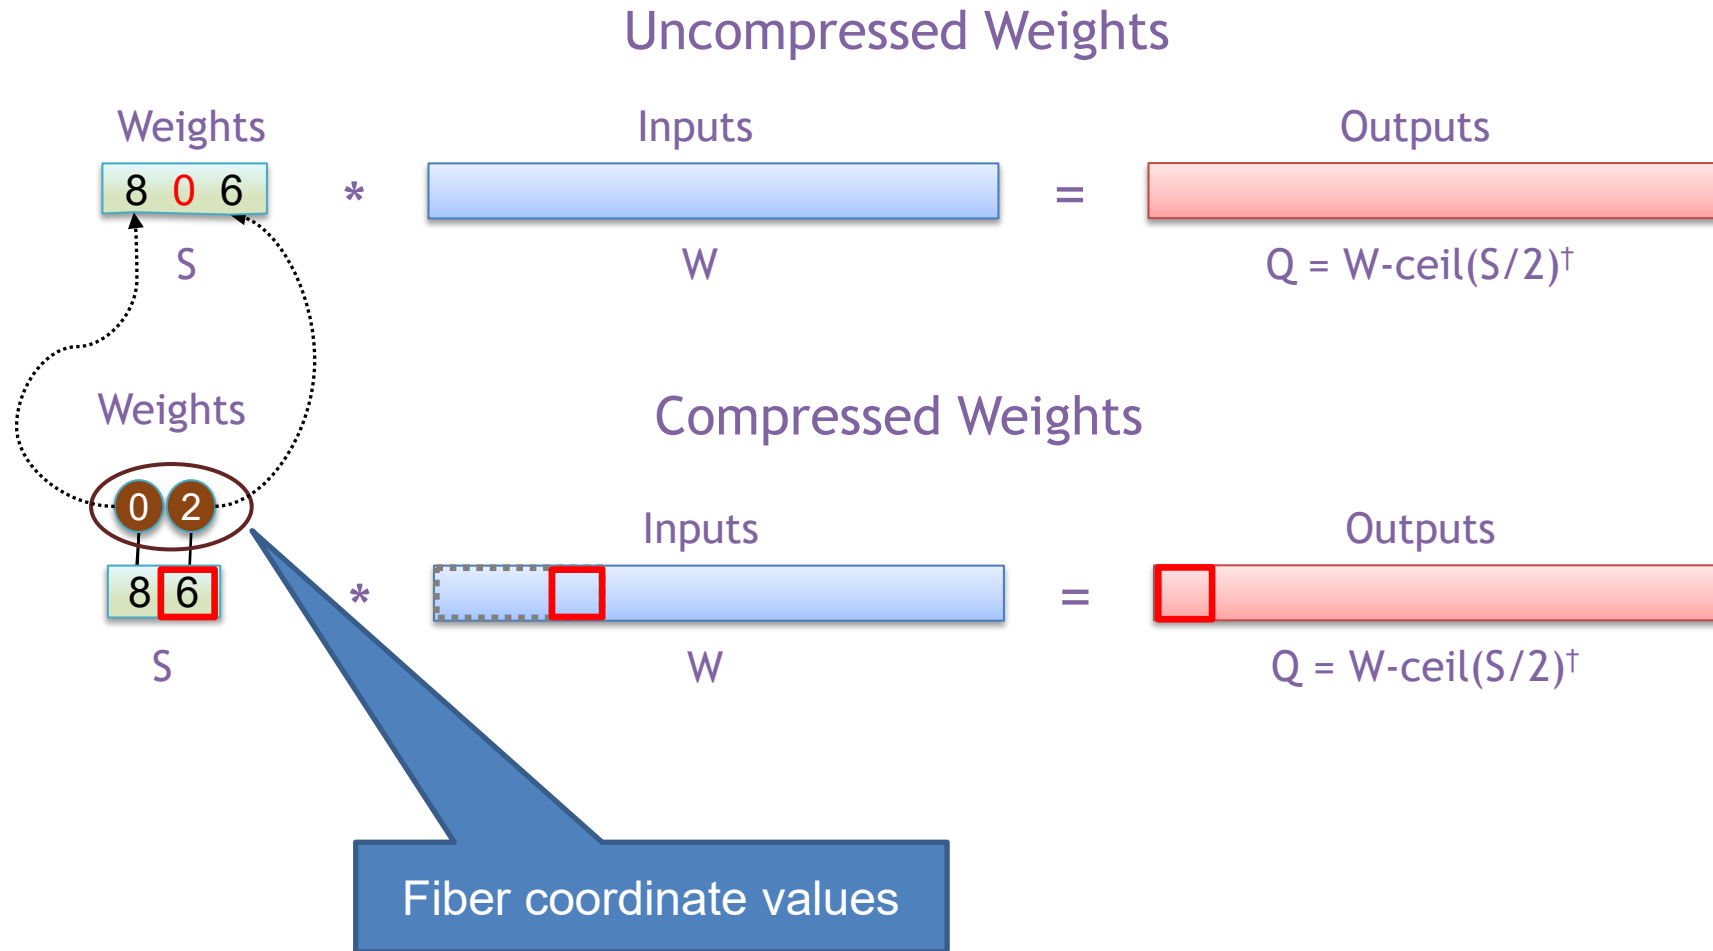 Uncompressed Weights
Weights
Inputs
Outputs
8 0 6
*
=
S
W
Q = W-ceil(S/2)†
Weights
Compressed Weights
0 2
Inputs
Outputs
8 6
*
=
S
W
Q = W-ceil(S/2)†
Fiber coordinate values